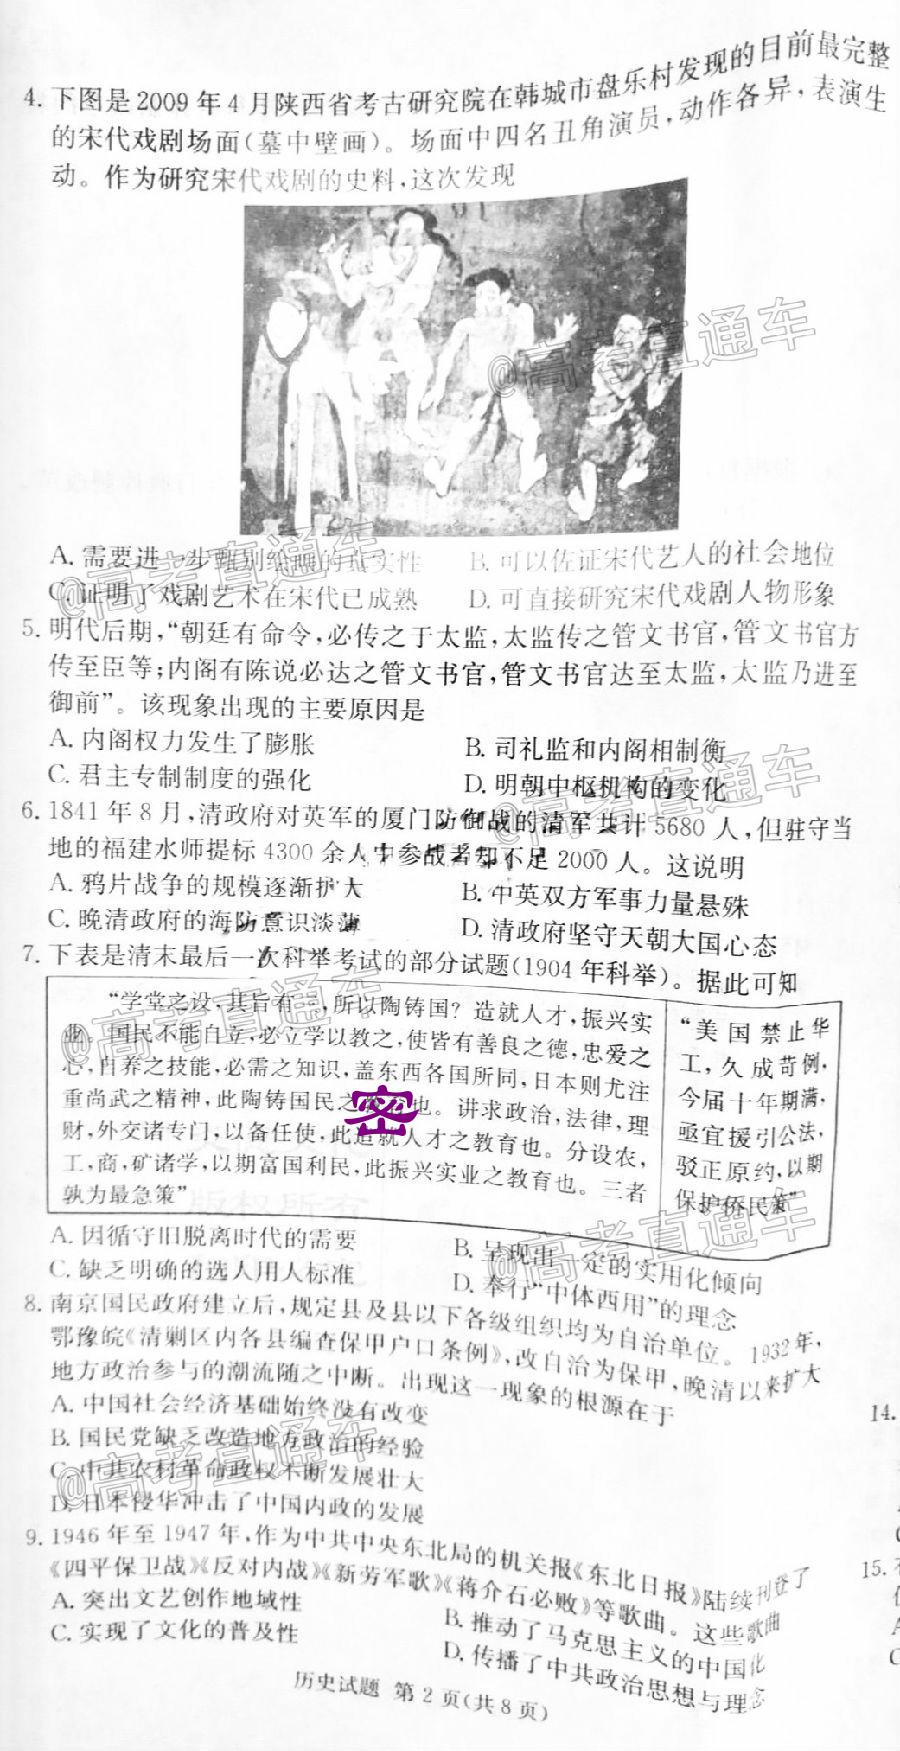 4. 下图是2009年4月陕西省考古研究院在韩城市盘乐村发现的目前最完整
的宋代戏剧场面(墓中壁画)。场面中四名丑角演员,动作各异,表演生
动。作为研究宋代戏剧的史料,这次发现
@高考直通车
A. 需要进一步甄别绘画的真实性 B. 可以佐证宋代艺人的社会地位
C. 证明了戏剧艺术在宋代已成熟 D. 可直接研究宋代戏剧人物形象
@高考直通车
@高考直通车
5. 明代后期,“朝廷有命令,必传之于太监,太监传之管文书官,管文书官方
传至臣等;内阁有陈说必达之管文书官,管文书官达至太监,太监乃进至
御前”。该现象出现的主要原因是
A. 内阁权力发生了膨胀 B. 司礼监和内阁相制衡
C. 君主专制制度的强化 D. 明朝中枢机构的变化
@高考直通车
6. 1841年8月,清政府对英军的厦门防御战的清军共计5680人,但驻守当
地的福建水师提标4300余人中参战者却不足2000人。这说明
A. 鸦片战争的规模逐渐扩大 B. 中英双方军事力量悬殊
C. 晚清政府的海防意识淡薄 D. 清政府坚守天朝大国心态
7. 下表是清末最后一次科举考试的部分试题(1904年科举)。据此可知
“学堂之设,其旨有三,所以陶铸国?造就人才,振兴实
业。国民不能自立,必立学以教之,使皆有善良之德,忠爱之
心,自养之技能,必需之知识,盖东西各国所同,日本则尤注
重尚武之精神,此陶铸国民之教育也。讲求政治,法律,理
财,外交诸专门,以备任使,此造就人才之教育也。分设农,
工,商,矿诸学,以期富国利民,此振兴实业之教育也。三者
孰为最急策”
密
“美国禁止华
工,久成苛例,
今届十年期满,
亟宜援引公法,
驳正原约,以期
保护侨民策”
@高考直通车
@高考直通车
版权所有
A. 因循守旧脱离时代的需要 B. 呈现出一定的实用化倾向
C. 缺乏明确的选人用人标准 D. 奉行“中体西用”的理念
8. 南京国民政府建立后,规定县及县以下各级组织均为自治单位。1932年,
鄂豫皖《清剿区内各县编查保甲户口条例》,改自治为保甲,晚清以来扩大
地方政治参与的潮流随之中断。出现这一现象的根源在于
A. 中国社会经济基础始终没有改变
B. 国民党缺乏改造地方政治的经验
C. 中共农村革命政权不断发展壮大
D. 日本侵华冲击了中国内政的发展
@高考直通车
@高考直通车
9. 1946年至1947年,作为中共中央东北局的机关报《东北日报》陆续刊登了
《四平保卫战》《反对内战》《新劳军歌》《蒋介石必败》等歌曲。这些歌曲
A. 突出文艺创作地域性 B. 推动了马克思主义的中国化
C. 实现了文化的普及性 D. 传播了中共政治思想与理念
历史试题 第2页(共8页)
14.
15.